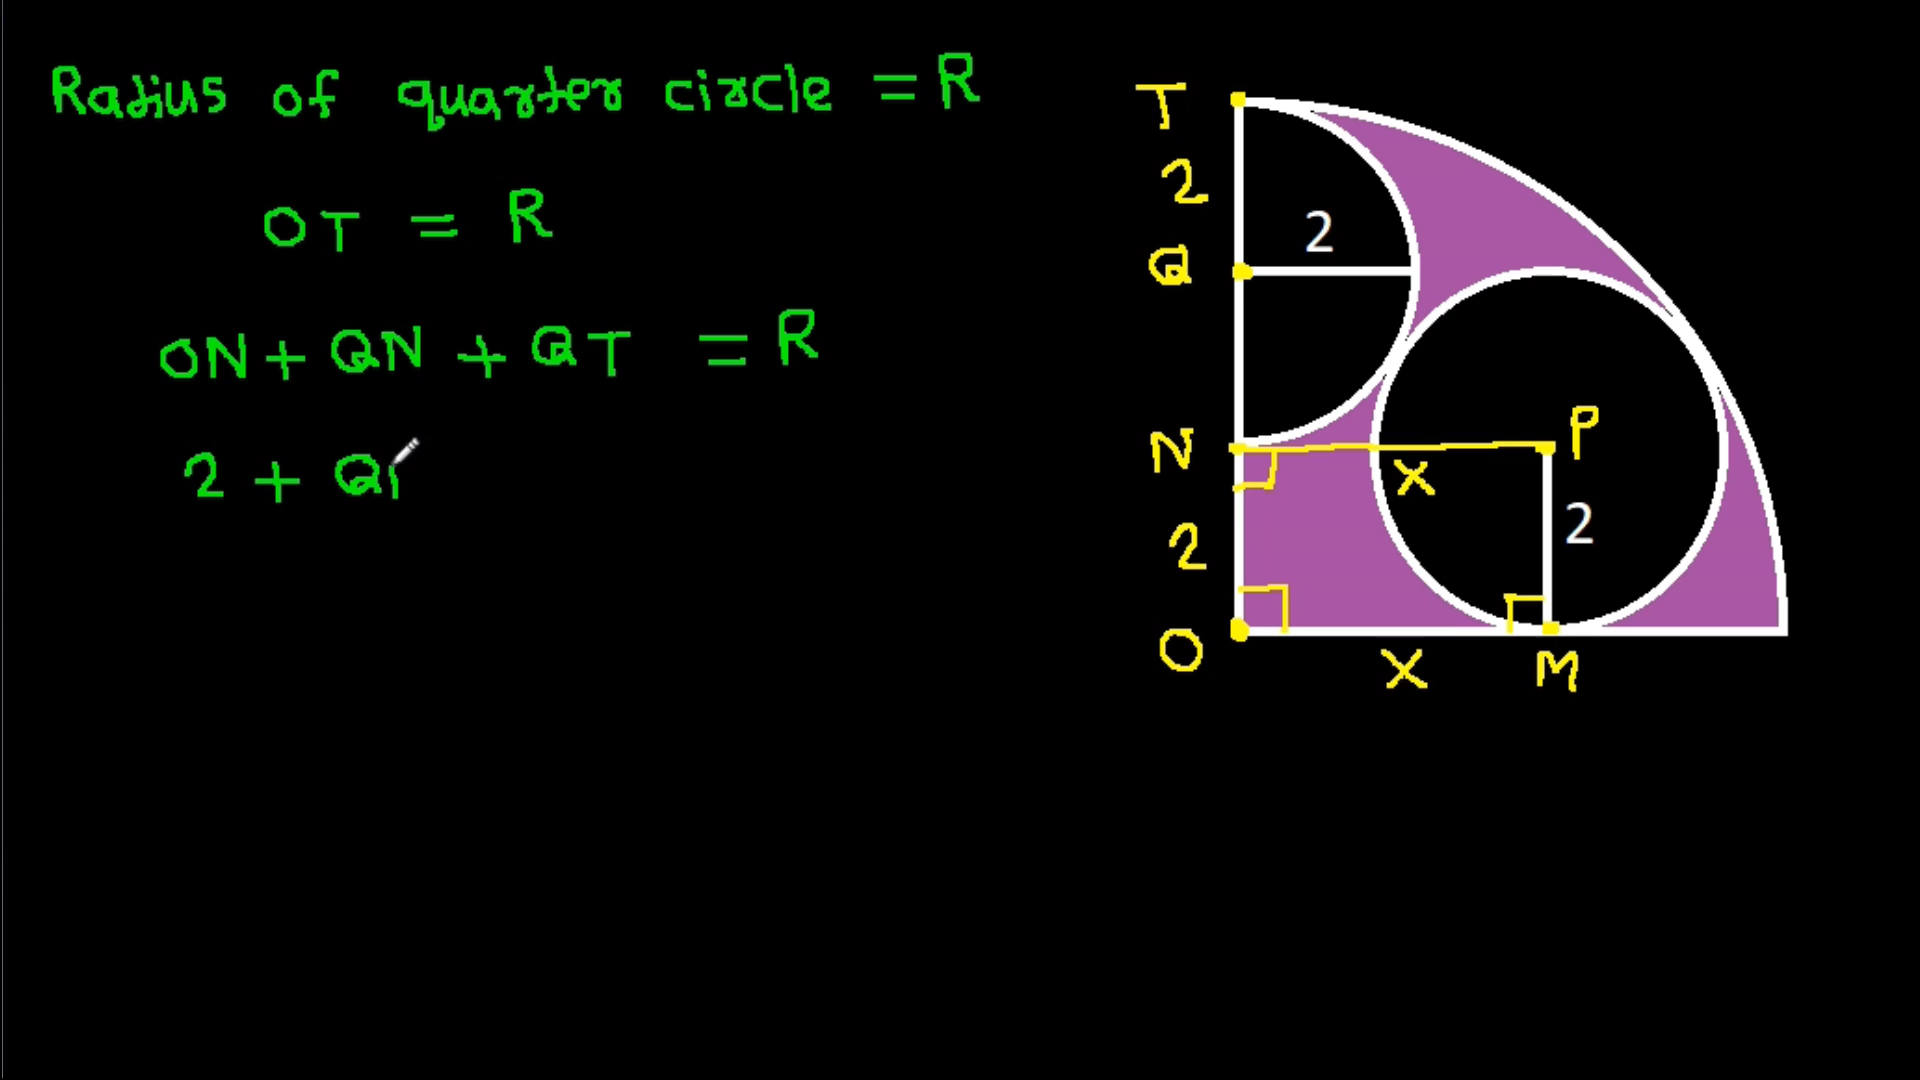 Radius of quarter circle = R
OT = R
ON + QN + QT = R
2 + Q
T
2
Q
2
N
P
X
2
2
O
X
M